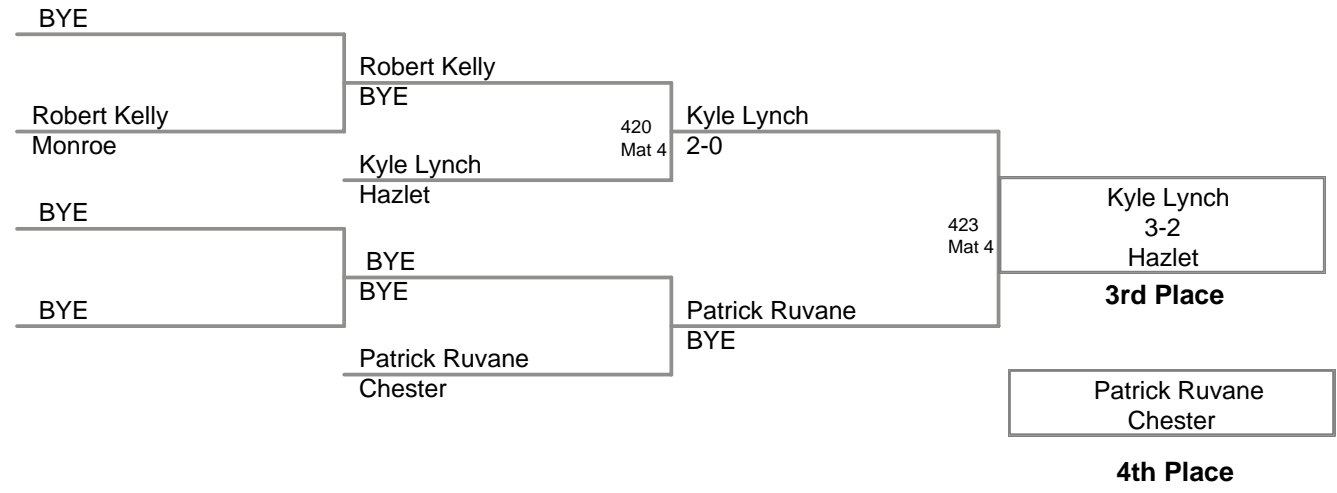 BYE
Robert Kelly
BYE
Robert Kelly
Monroe
420
Mat 4
Kyle Lynch
2-0
Kyle Lynch
Hazlet
BYE
Kyle Lynch
3-2
Hazlet
423
Mat 4
BYE
BYE
3rd Place
BYE
Patrick Ruvane
BYE
Patrick Ruvane
Chester
Patrick Ruvane
Chester
4th Place